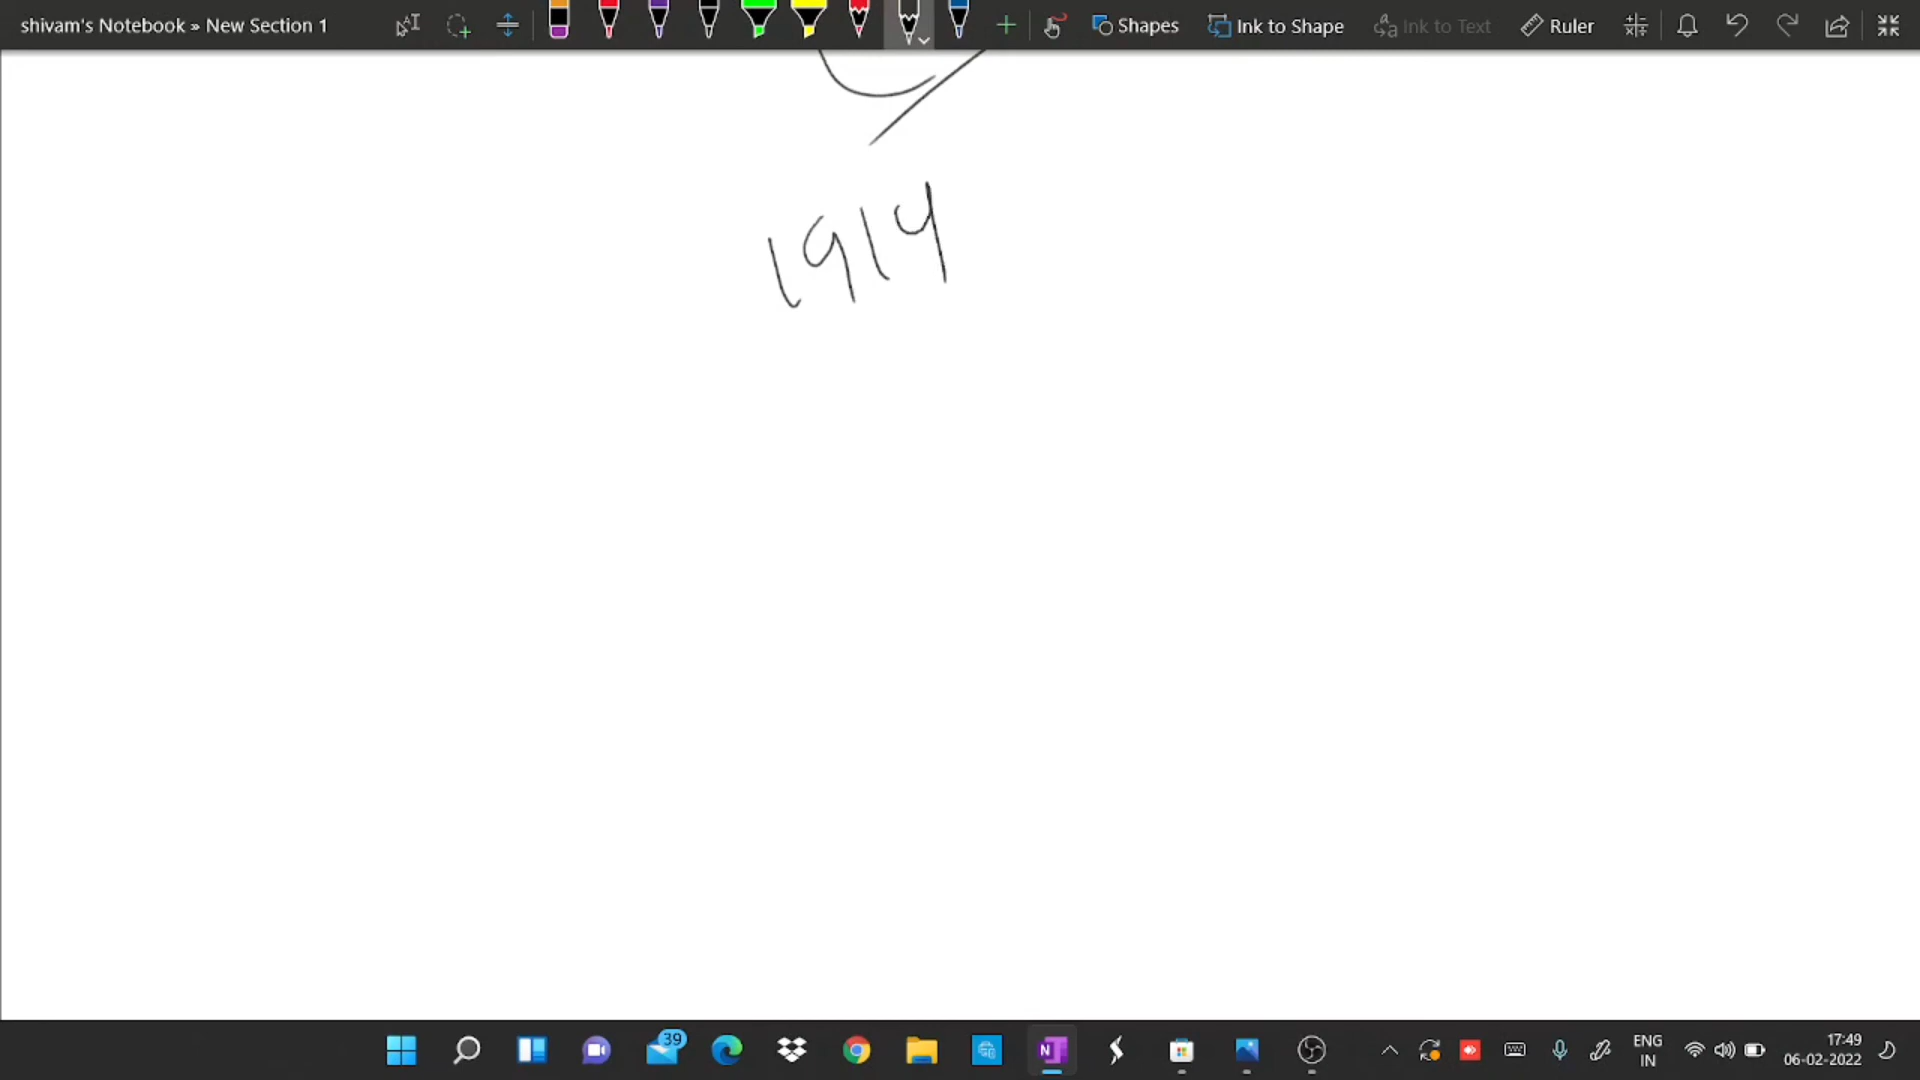 shivam's Notebook » New Section 1
Shapes
Ink to Shape
Ink to Text
Ruler
1914
39
ENG
IN
17:49
06-02-2022